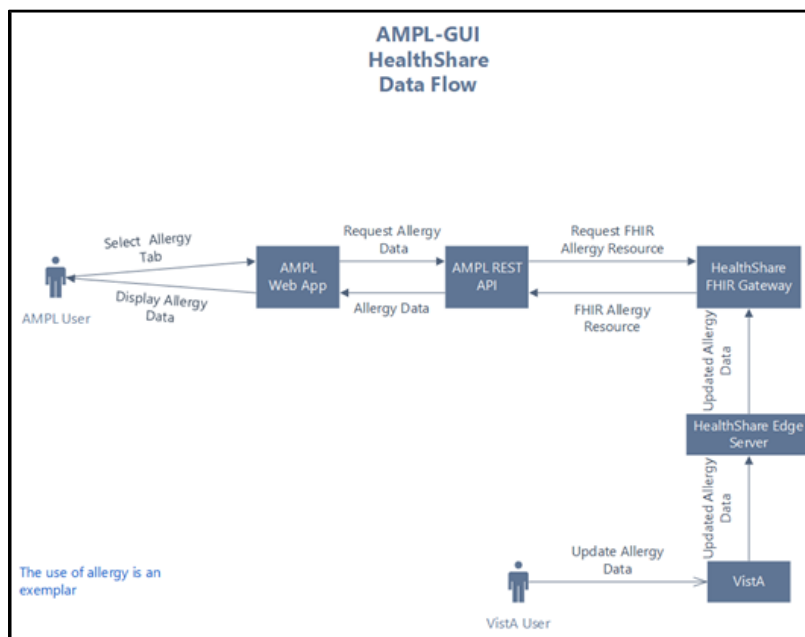 AMPL-GUI
HealthShare
Data Flow
Select Allergy
Tab
Request Allergy
Data
Request FHIR
Allergy Resource
AMPL
Web App
AMPL REST
API
HealthShare
FHIR Gateway
Display Allergy
Data
Allergy Data
FHIR Allergy
Resource
AMPL User
Updated Allergy
Data
HealthShare Edge
Server
Updated Allergy
Data
The use of allergy is an
exemplar
Update Allergy
Data
VistA
VistA User